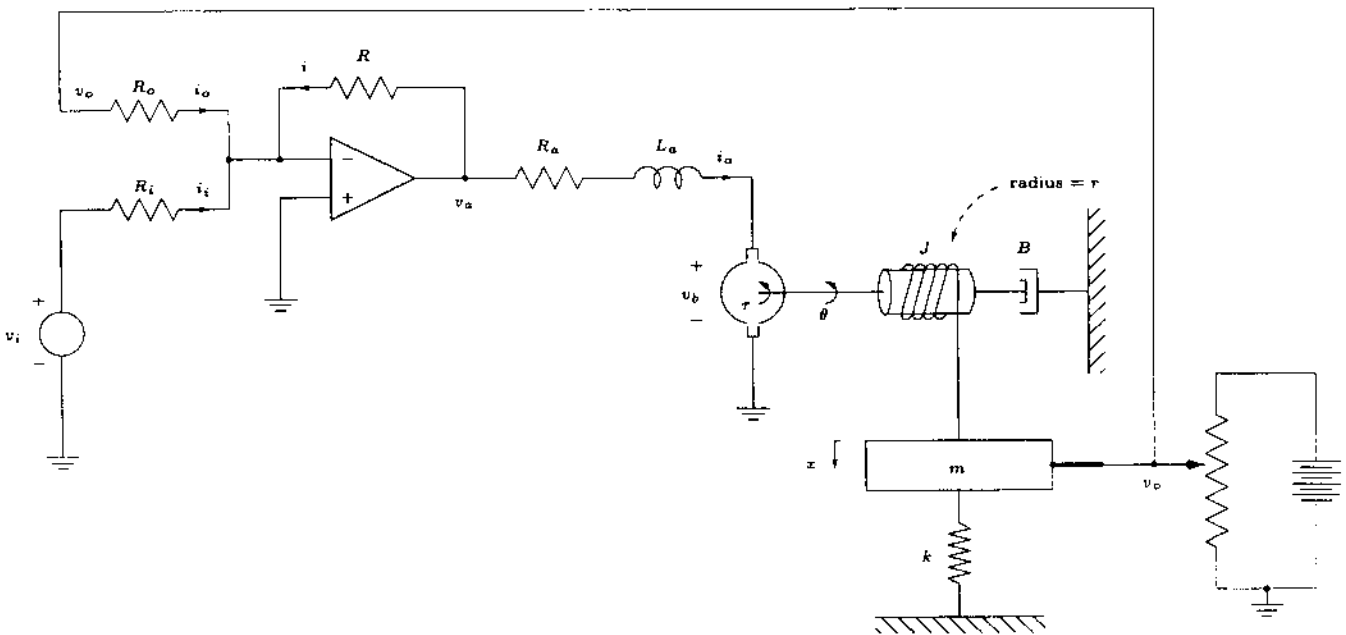 R
i
v_o
R_o
i_o
−
+
R_i
i_i
v_a
R_a
L_a
i_a
radius = r
J
B
+
v_b
−
τ
θ
+
v_i
−
x
m
v_o
k